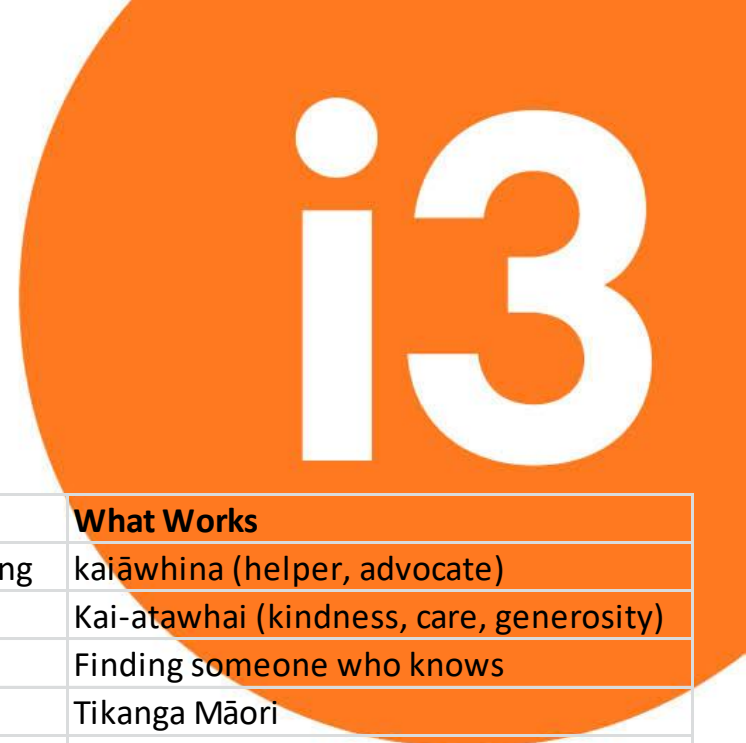 i3
What Works
ng kaiāwhina (helper, advocate)
Kai-atawhai (kindness, care, generosity)
Finding someone who knows
Tikanga Māori